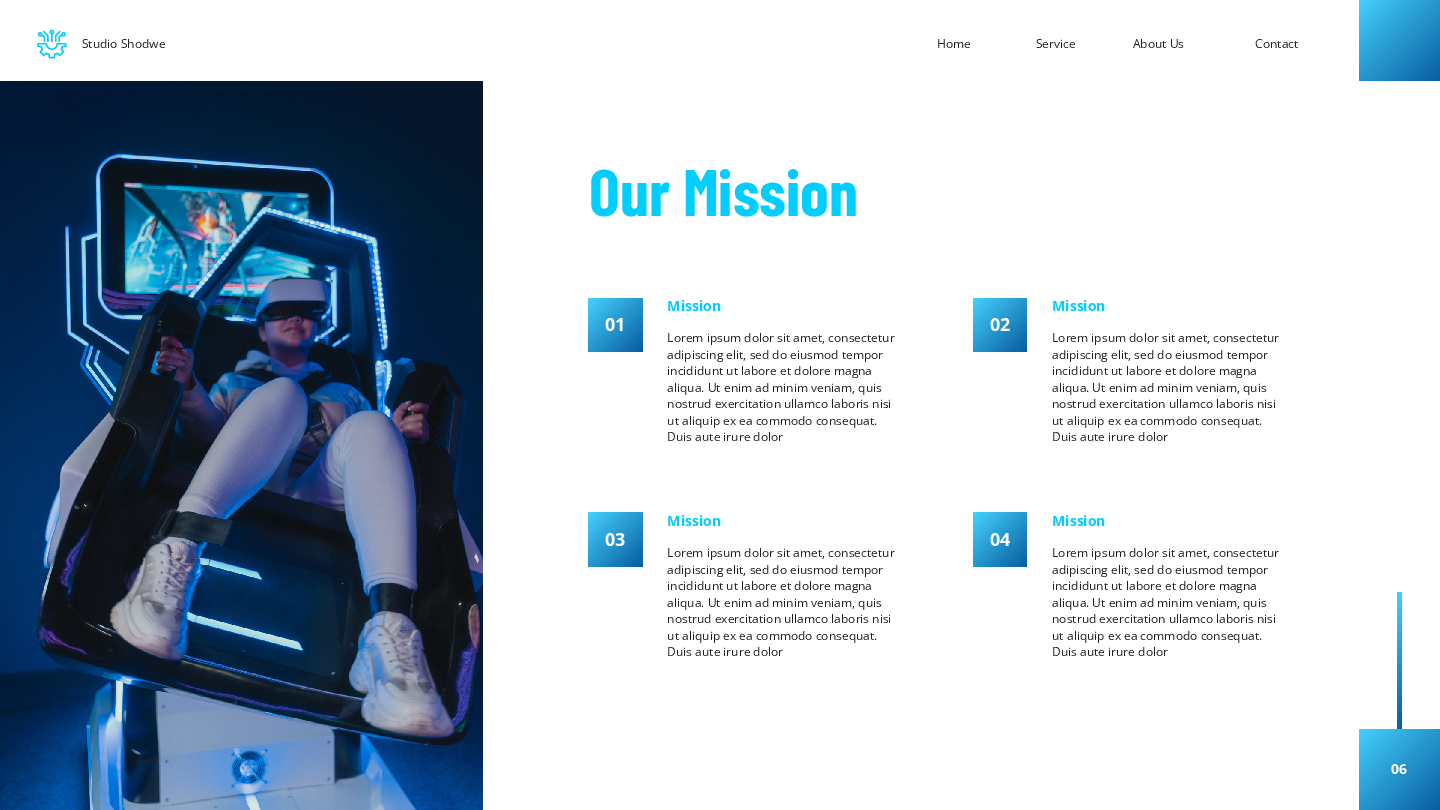 Studio Shodwe
Home
Service
About Us
Contact
Our Mission
01
Mission
Lorem ipsum dolor sit amet, consectetur
adipiscing elit, sed do eiusmod tempor
incididunt ut labore et dolore magna
aliqua. Ut enim ad minim veniam, quis
nostrud exercitation ullamco laboris nisi
ut aliquip ex ea commodo consequat.
Duis aute irure dolor
02
Mission
Lorem ipsum dolor sit amet, consectetur
adipiscing elit, sed do eiusmod tempor
incididunt ut labore et dolore magna
aliqua. Ut enim ad minim veniam, quis
nostrud exercitation ullamco laboris nisi
ut aliquip ex ea commodo consequat.
Duis aute irure dolor
03
Mission
Lorem ipsum dolor sit amet, consectetur
adipiscing elit, sed do eiusmod tempor
incididunt ut labore et dolore magna
aliqua. Ut enim ad minim veniam, quis
nostrud exercitation ullamco laboris nisi
ut aliquip ex ea commodo consequat.
Duis aute irure dolor
04
Mission
Lorem ipsum dolor sit amet, consectetur
adipiscing elit, sed do eiusmod tempor
incididunt ut labore et dolore magna
aliqua. Ut enim ad minim veniam, quis
nostrud exercitation ullamco laboris nisi
ut aliquip ex ea commodo consequat.
Duis aute irure dolor
06